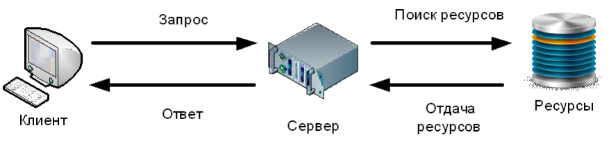 Запрос
Поиск ресурсов
Клиент
Ответ
Сервер
Отдача
ресурсов
Ресурсы